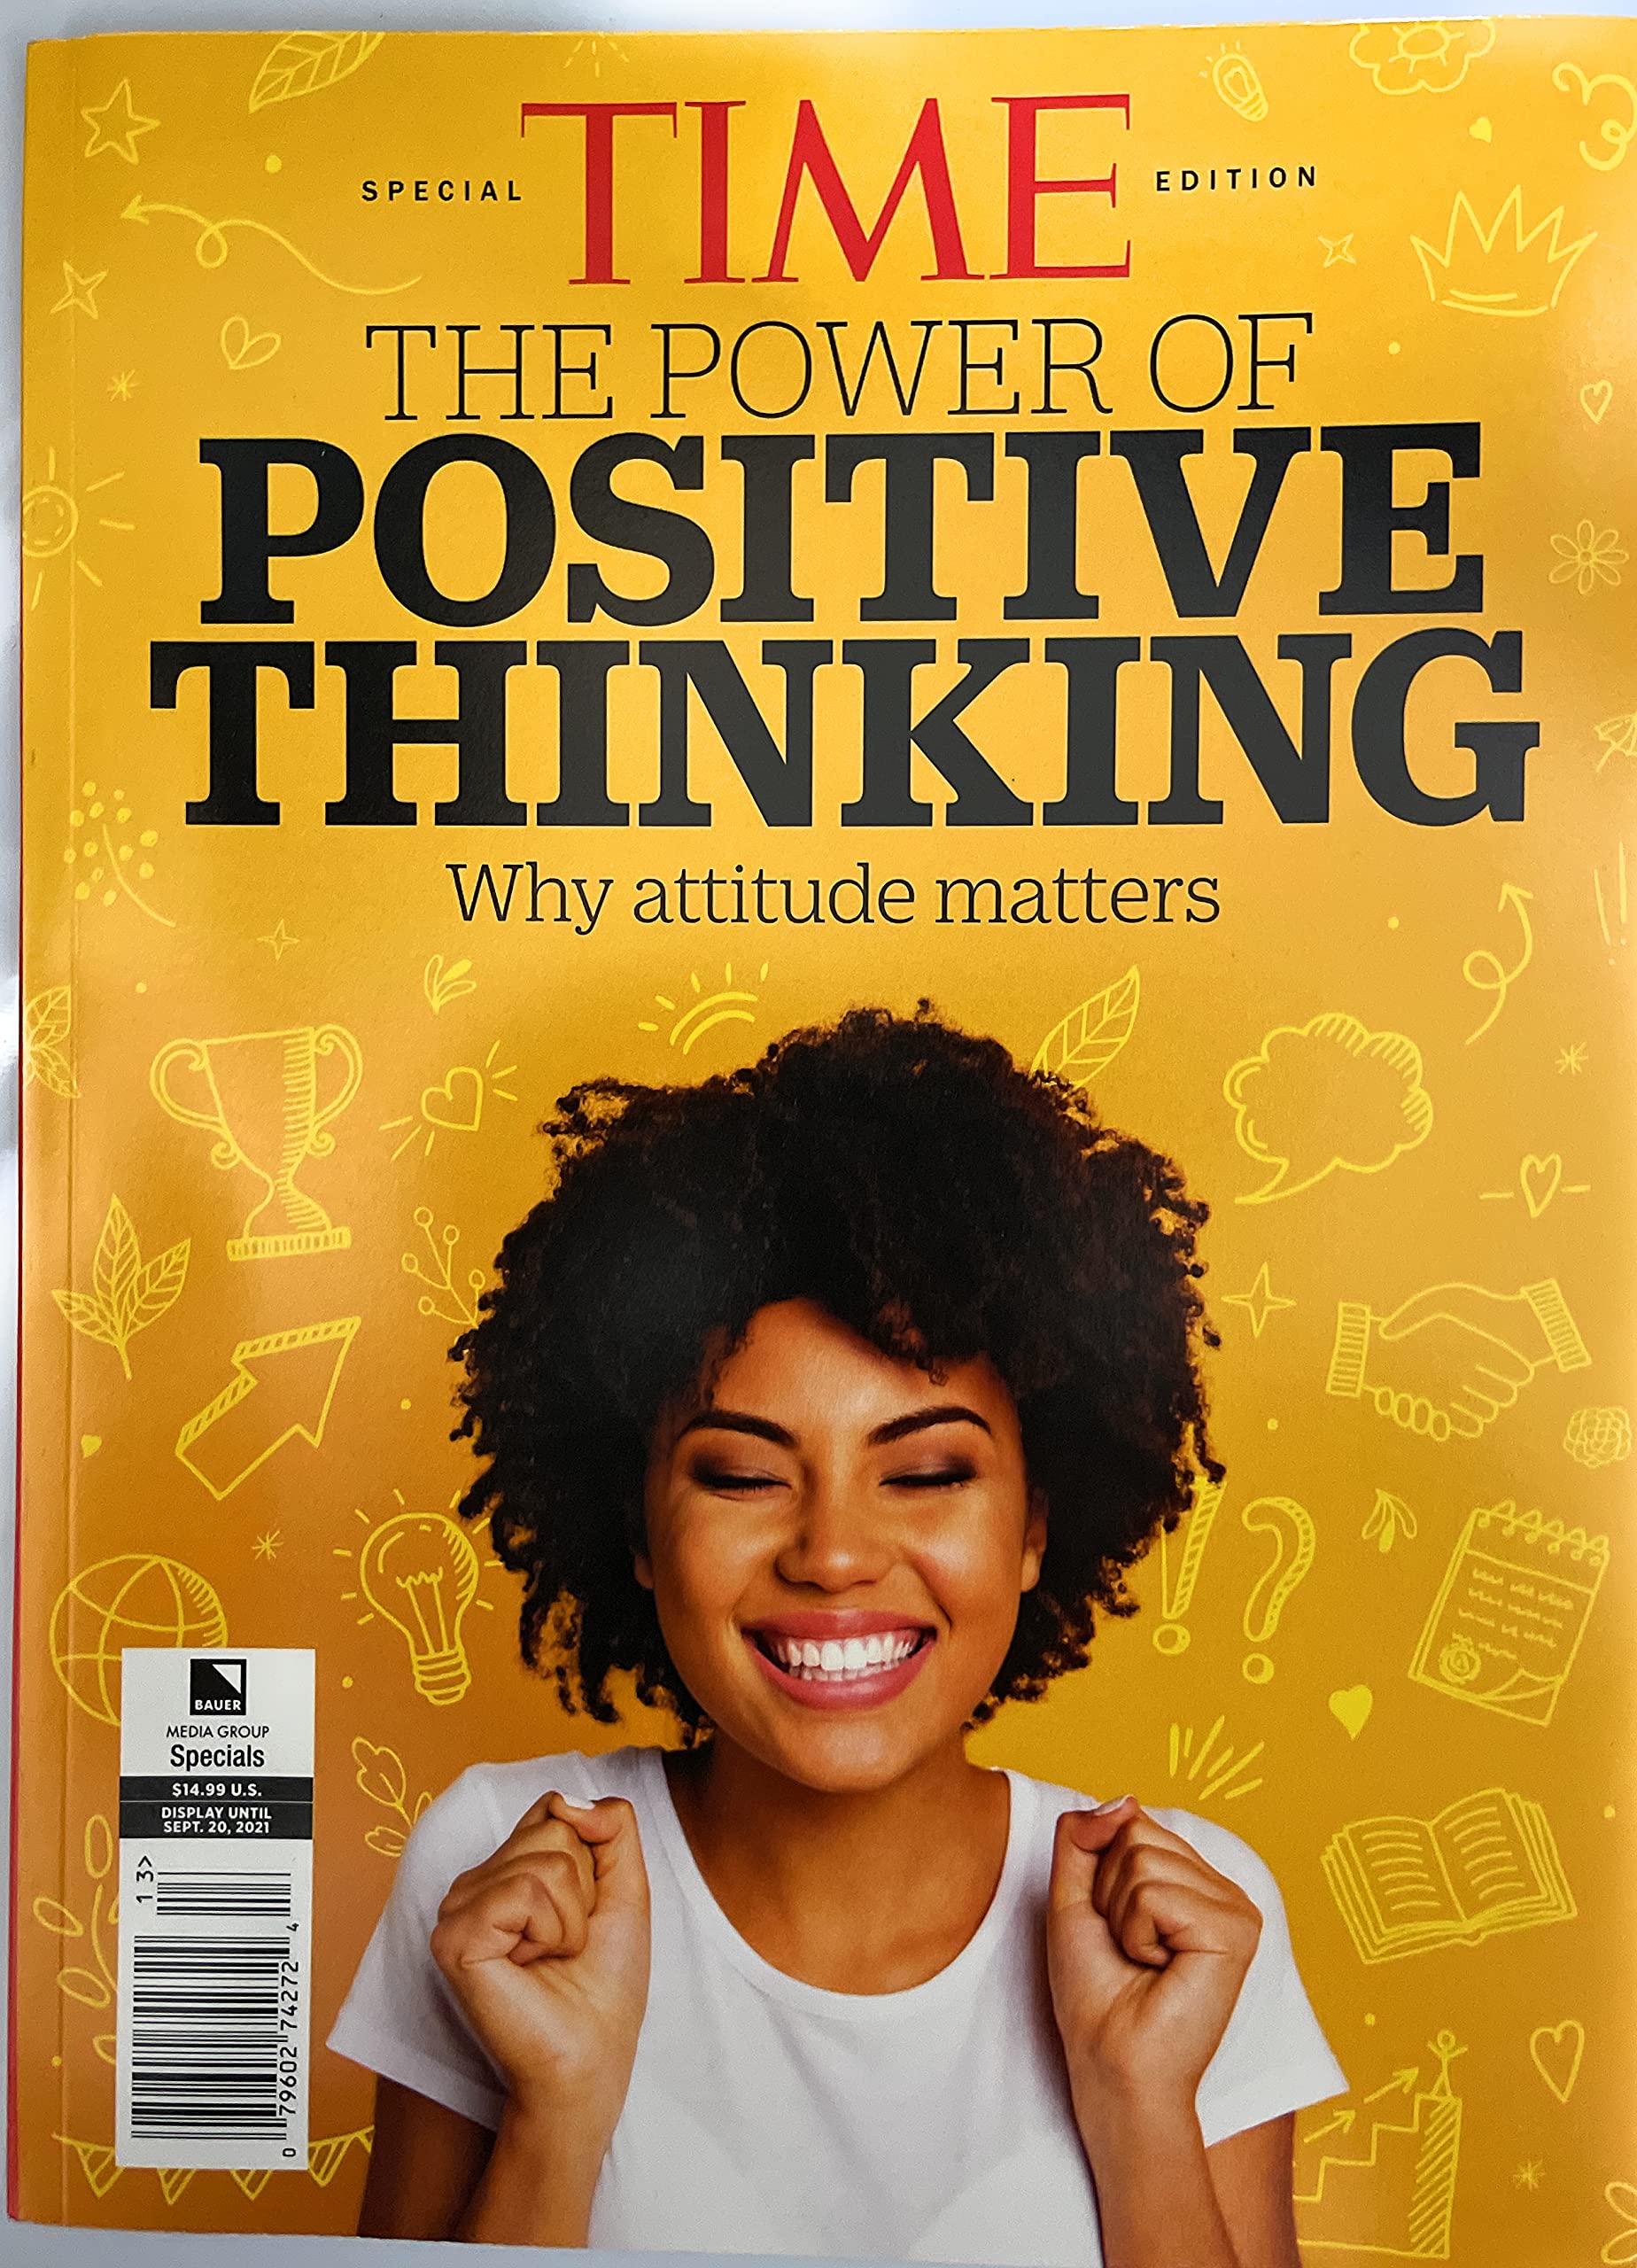 SPECIAL TIME EDITION
THE POWER OF
POSITIVE
THINKING
Why attitude matters
BAUER
MEDIA GROUP
Specials
$14.99 U.S.
DISPLAY UNTIL
SEPT. 20, 2021
1 3>
0 79602 74272 4